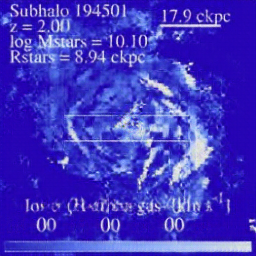 Subhalo 194501
17.9 ckpc
z = 2.00
log Mstars = 10.10
Rstars = 8.94 ckpc
00 00 00